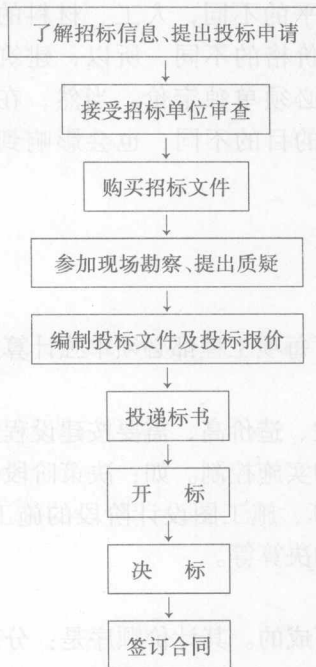 了解招标信息、提出投标申请
接受招标单位审查
购买招标文件
参加现场勘察、提出质疑
编制投标文件及投标报价
投递标书
开 标
决 标
签订合同